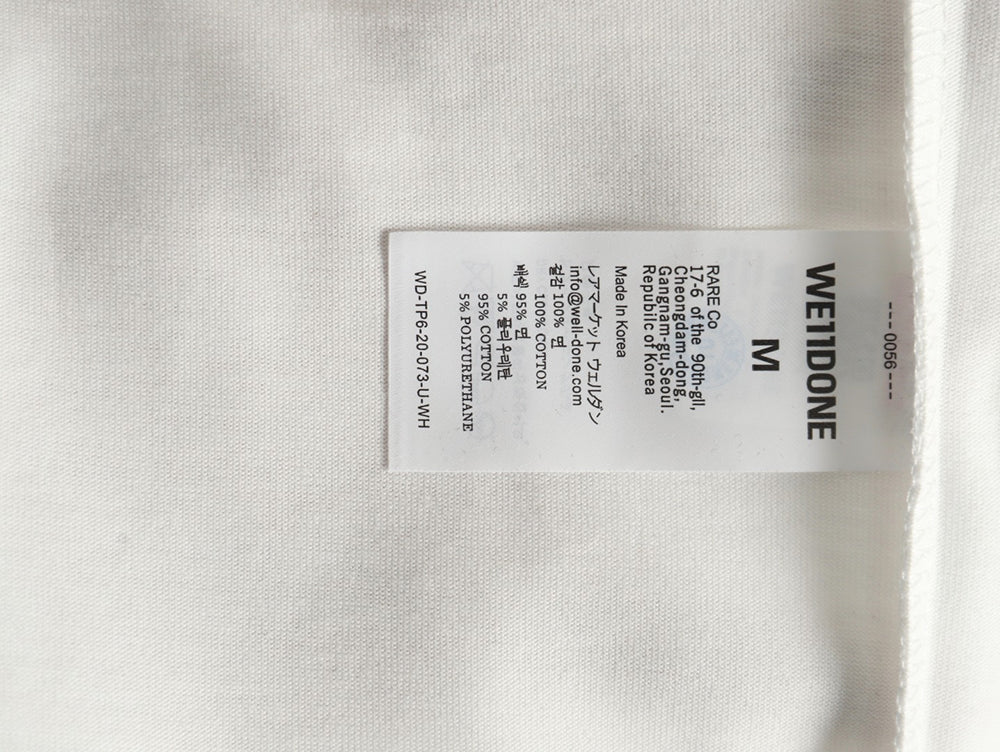 --- 0056 ---
WE11DONE
M
RARE Co
17-6 of the 90th-gil,
Cheongdam-dong,
Gangnam-gu,Seoul.
Republic of Korea
Made In Korea
レアマーケット ウェルダン
info@well-done.com
겉감 100% 면
100% COTTON
배색 95% 면
5% 폴리우레탄
95% COTTON
5% POLYURETHANE
WD-TP6-20-073-U-WH